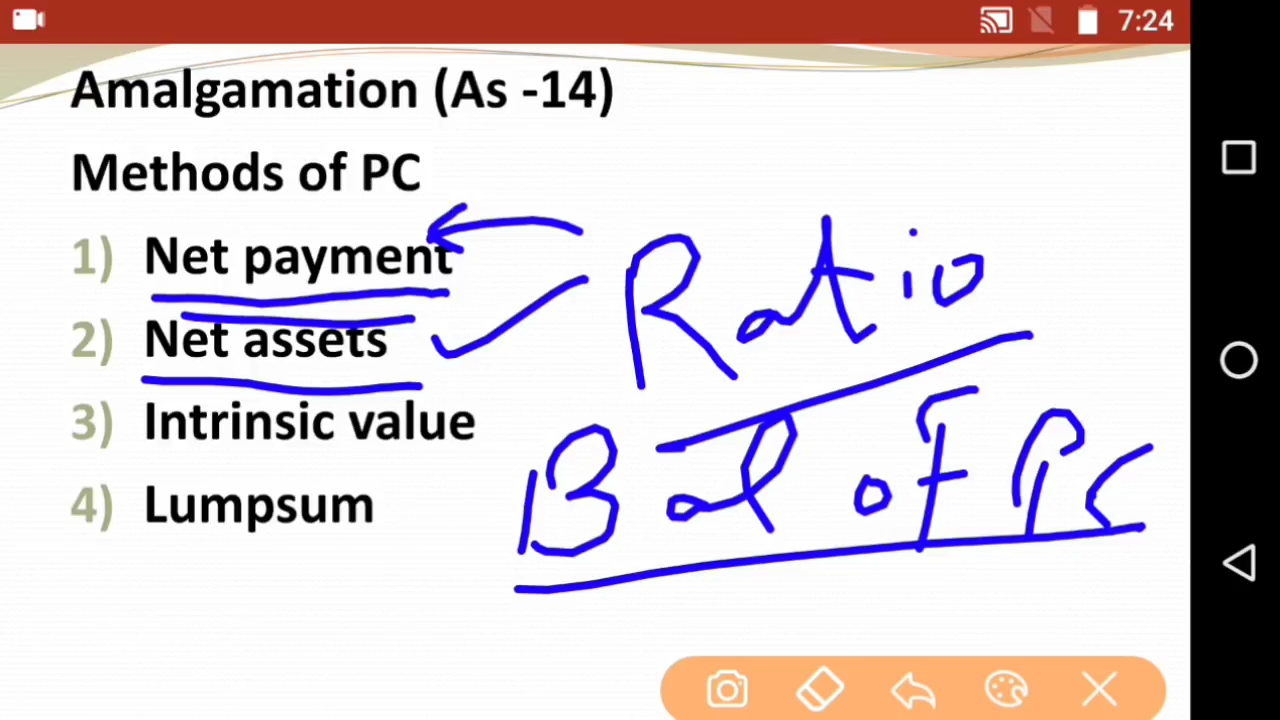 7:24
Amalgamation (As -14)
Methods of PC
1) Net payment
2) Net assets
3) Intrinsic value
4) Lumpsum
Ratio
Bal of PC